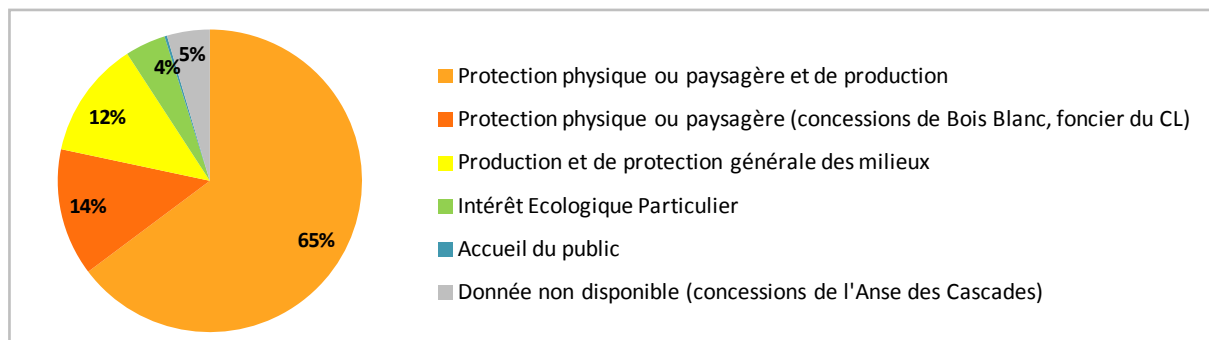 5%
4%
12%
14%
65%
Protection physique ou paysagère et de production
Protection physique ou paysagère (concessions de Bois Blanc, foncier du CL)
Production et de protection générale des milieux
Intérêt Ecologique Particulier
Accueil du public
Donnée non disponible (concessions de l'Anse des Cascades)